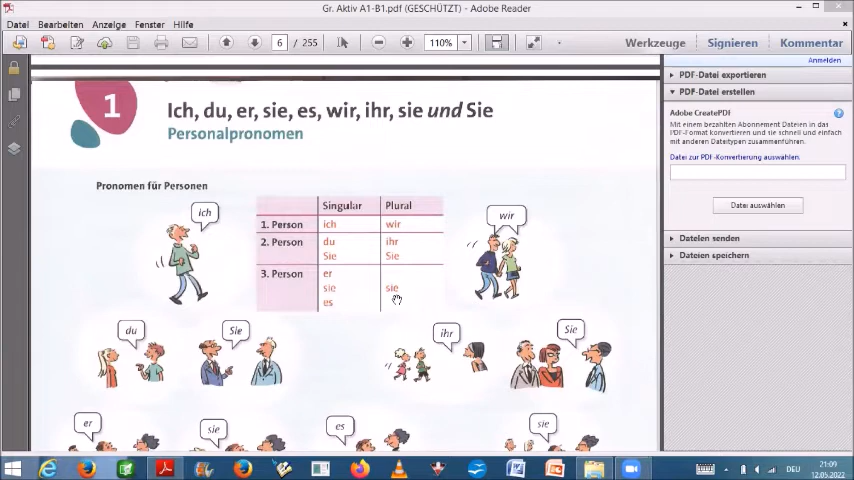 Gr. Aktiv A1-B1.pdf (GESCHÜTZT) - Adobe Reader
Datei Bearbeiten Anzeige Fenster Hilfe
6 / 255 110% Werkzeuge Signieren Kommentar
Anmelden
PDF-Datei exportieren
PDF-Datei erstellen
Adobe CreatePDF
Mit einem bezahlten Abonnement Dateien in das
PDF-Format konvertieren und sie schnell und einfach
mit anderen Dateitypen zusammenführen.
Datei zur PDF-Konvertierung auswählen:
Datei auswählen
Dateien senden
Dateien speichern
1
Ich, du, er, sie, es, wir, ihr, sie und Sie
Personalpronomen
Pronomen für Personen
ich
Singular Plural
1. Person ich wir
2. Person du ihr
Sie Sie
3. Person er
sie sie
es
wir
du Sie ihr Sie
er sie es sie
DEU
21:09
12.05.2022